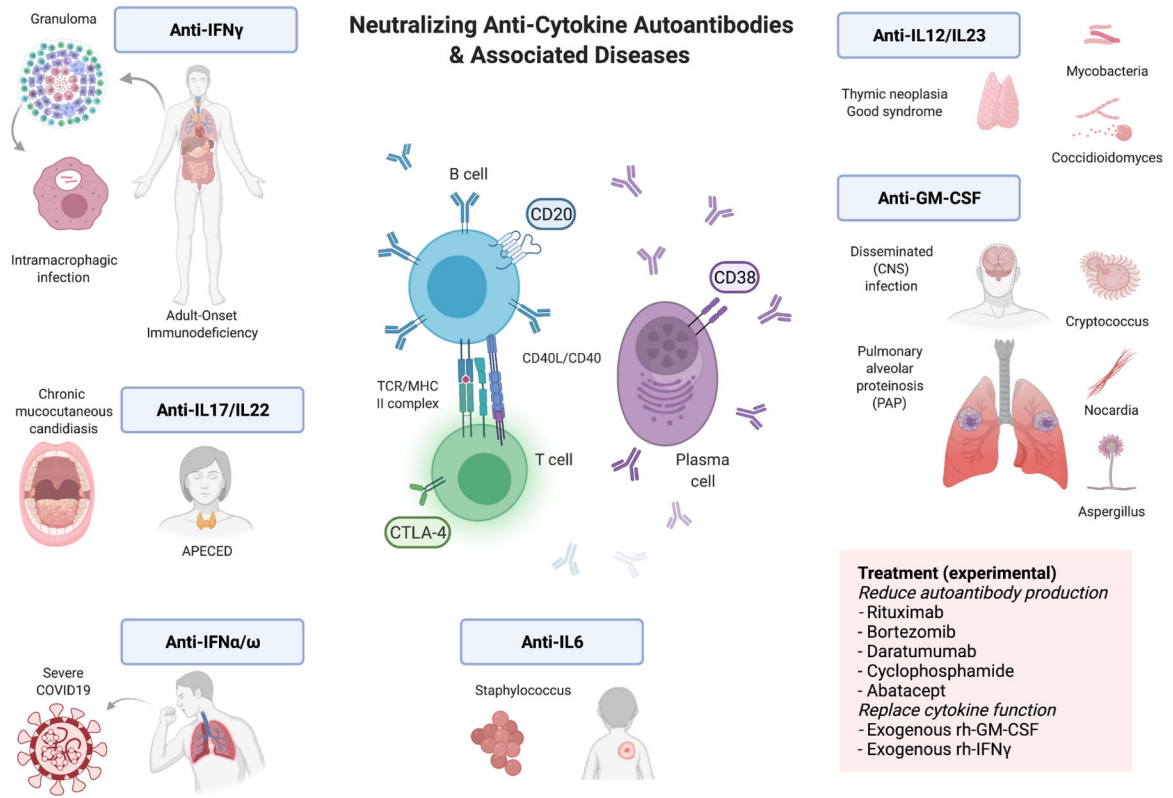 Neutralizing Anti-Cytokine Autoantibodies
& Associated Diseases
Granuloma
Anti-IFNγ
Intramacrophagic
infection
Adult-Onset
Immunodeficiency
Chronic
mucocutaneous
candidiasis
Anti-IL17/IL22
APECED
Anti-IFNα/ω
Severe
COVID19
B cell
CD20
CD38
CD40L/CD40
TCR/MHC
II complex
T cell
CTLA-4
Plasma
cell
Anti-IL6
Staphylococcus
Anti-IL12/IL23
Thymic neoplasia
Good syndrome
Mycobacteria
Coccidioidomyces
Anti-GM-CSF
Disseminated
(CNS)
infection
Cryptococcus
Pulmonary
alveolar
proteinosis
(PAP)
Nocardia
Aspergillus
Treatment (experimental)
Reduce autoantibody production
- Rituximab
- Bortezomib
- Daratumumab
- Cyclophosphamide
- Abatacept
Replace cytokine function
- Exogenous rh-GM-CSF
- Exogenous rh-IFNγ